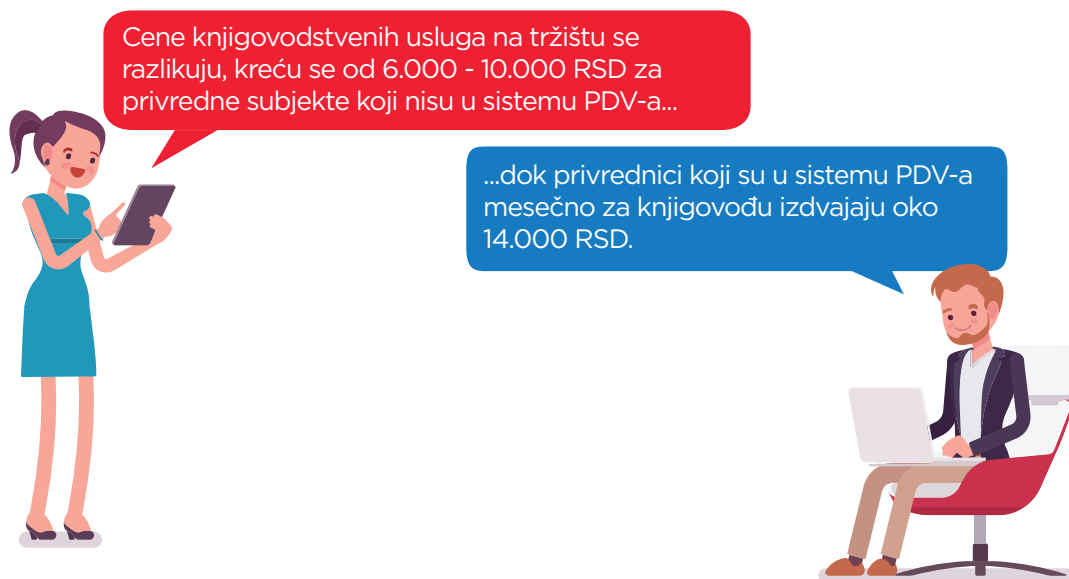 Cene knjigovodstvenih usluga na tržištu se
razlikuju, kreću se od 6.000 - 10.000 RSD za
privredne subjekte koji nisu u sistemu PDV-a...
...dok privrednici koji su u sistemu PDV-a
mesečno za knjigovođu izdvajaju oko
14.000 RSD.